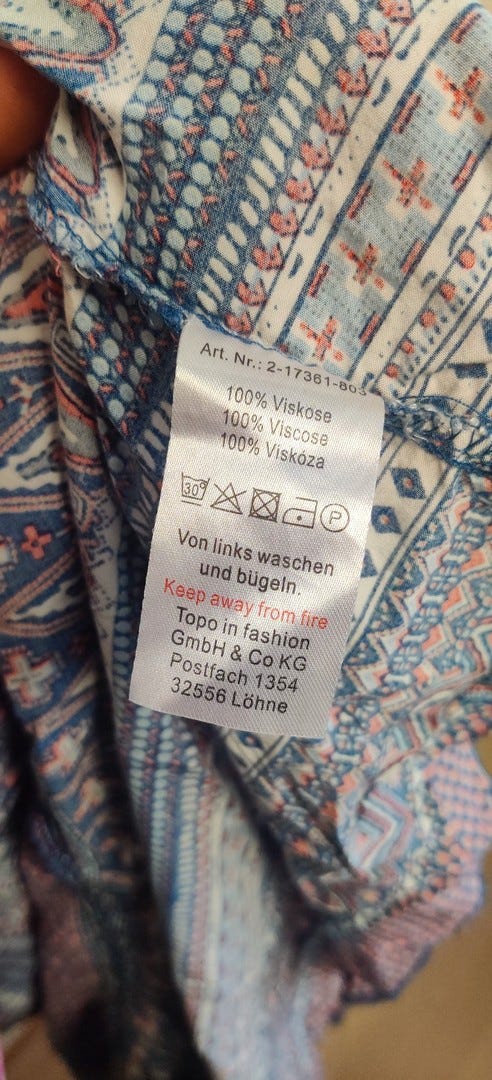 Art. Nr.: 2-17361-803
100% Viskose
100% Viscose
100% Viskóza
30°
P
Von links waschen
und bügeln.
Keep away from fire
Topo in fashion
GmbH & Co KG
Postfach 1354
32556 Löhne